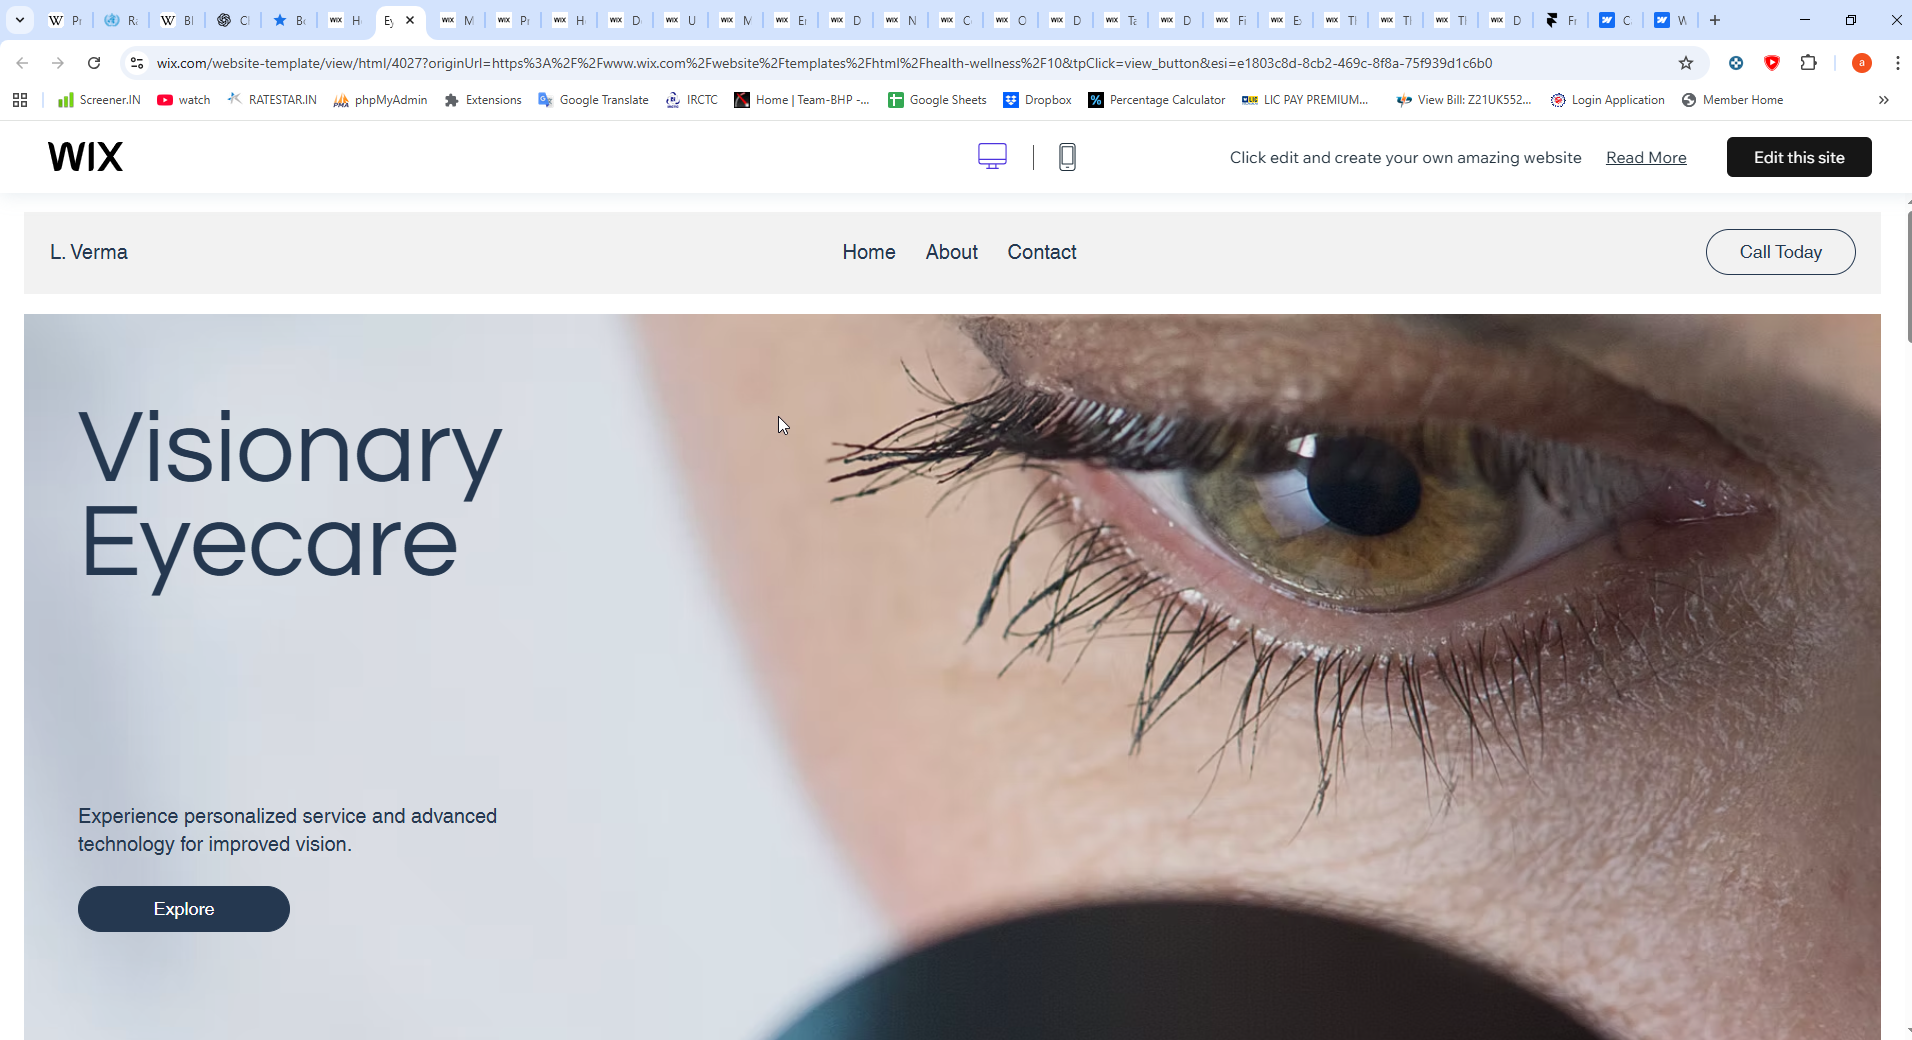 wix.com/website-template/view/html/4027?originUrl=https%3A%2F%2Fwww.wix.com%2Fwebsite%2Ftemplates%2Fhtml%2Fhealth-wellness%2F10&tpClick=view_button&esi=e1803c8d-8cb2-469c-8f8a-75f939d1c6b0
a
Screener.IN watch RATESTAR.IN phpMyAdmin Extensions Google Translate IRCTC Home | Team-BHP -... Google Sheets Dropbox Percentage Calculator LIC PAY PREMIUM... View Bill: Z21UK552... Login Application Member Home
WIX
Click edit and create your own amazing website Read More Edit this site
L. Verma Home About Contact Call Today
Visionary
Eyecare
Experience personalized service and advanced
technology for improved vision.
Explore